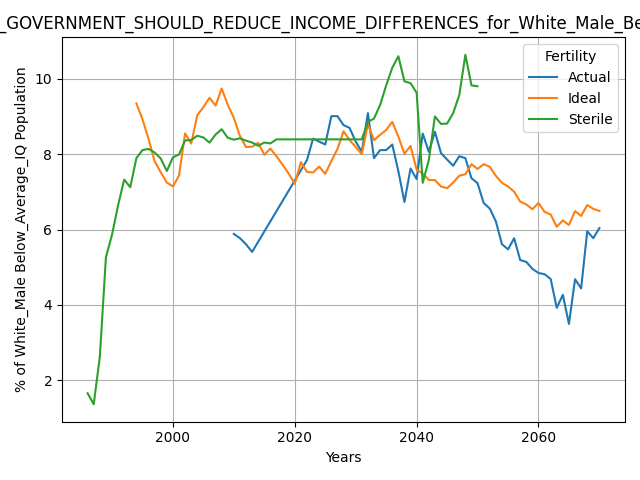 _GOVERNMENT_SHOULD_REDUCE_INCOME_DIFFERENCES_for_White_Male_Be
% of White_Male Below_Average_IQ Population
10
8
6
4
2
Fertility
Actual
Ideal
Sterile
2000
2020
2040
2060
Years